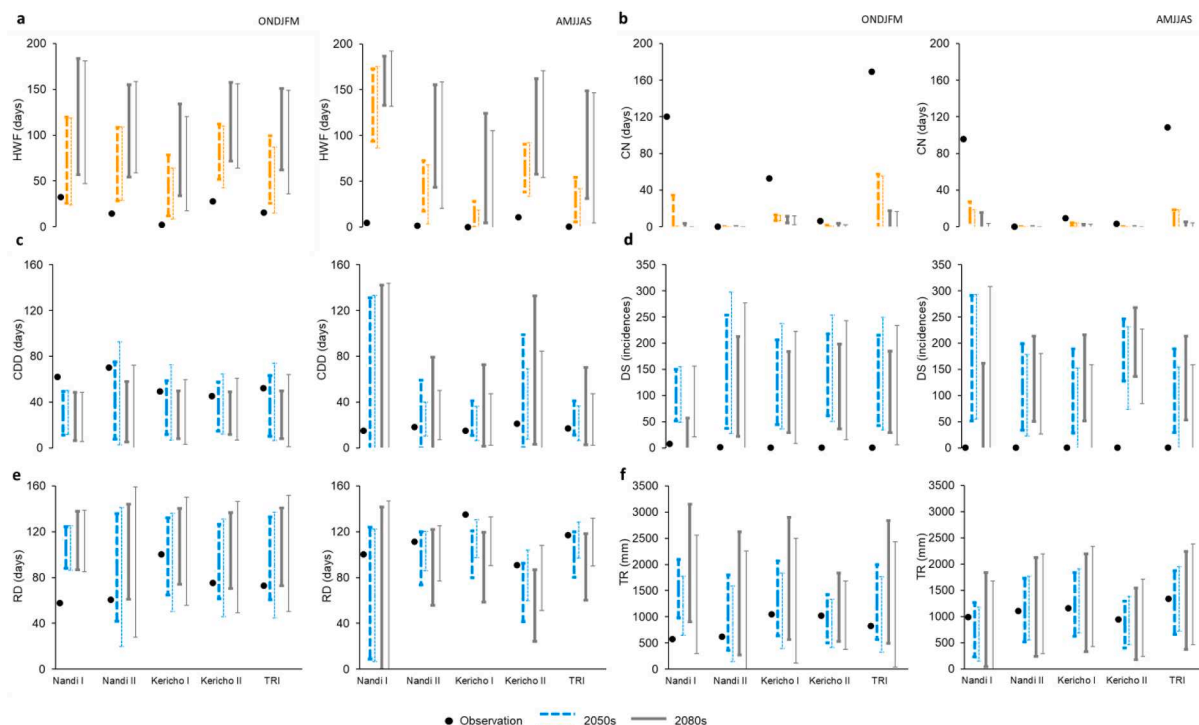 a ONDJFM AMJJAS b ONDJFM AMJJAS
200 200 200 200
150 150 160 160
HWF (days) 100 HWF (days) 100 CN (days) 120 CN (days) 120
80 80
50 50 40 40
0 0 0 0
c d
160 160 350 350
120 120 300 300
250 250
CDD (days) 80 CDD (days) 80 DS (incidences) 200 DS (incidences) 200
150 150
40 40 100 100
50 50
0 0 0 0
e f
160 160 3500 3500
3000 3000
120 120 2500 2500
RD (days) 80 RD (days) 80 TR (mm) 2000 TR (mm) 2000
1500 1500
40 40 1000 1000
500 500
0 0 0 0
Nandi I Nandi II Kericho I Kericho II TRI Nandi I Nandi II Kericho I Kericho II TRI Nandi I Nandi II Kericho I Kericho II TRI Nandi I Nandi II Kericho I Kericho II TRI
Observation 2050s 2080s